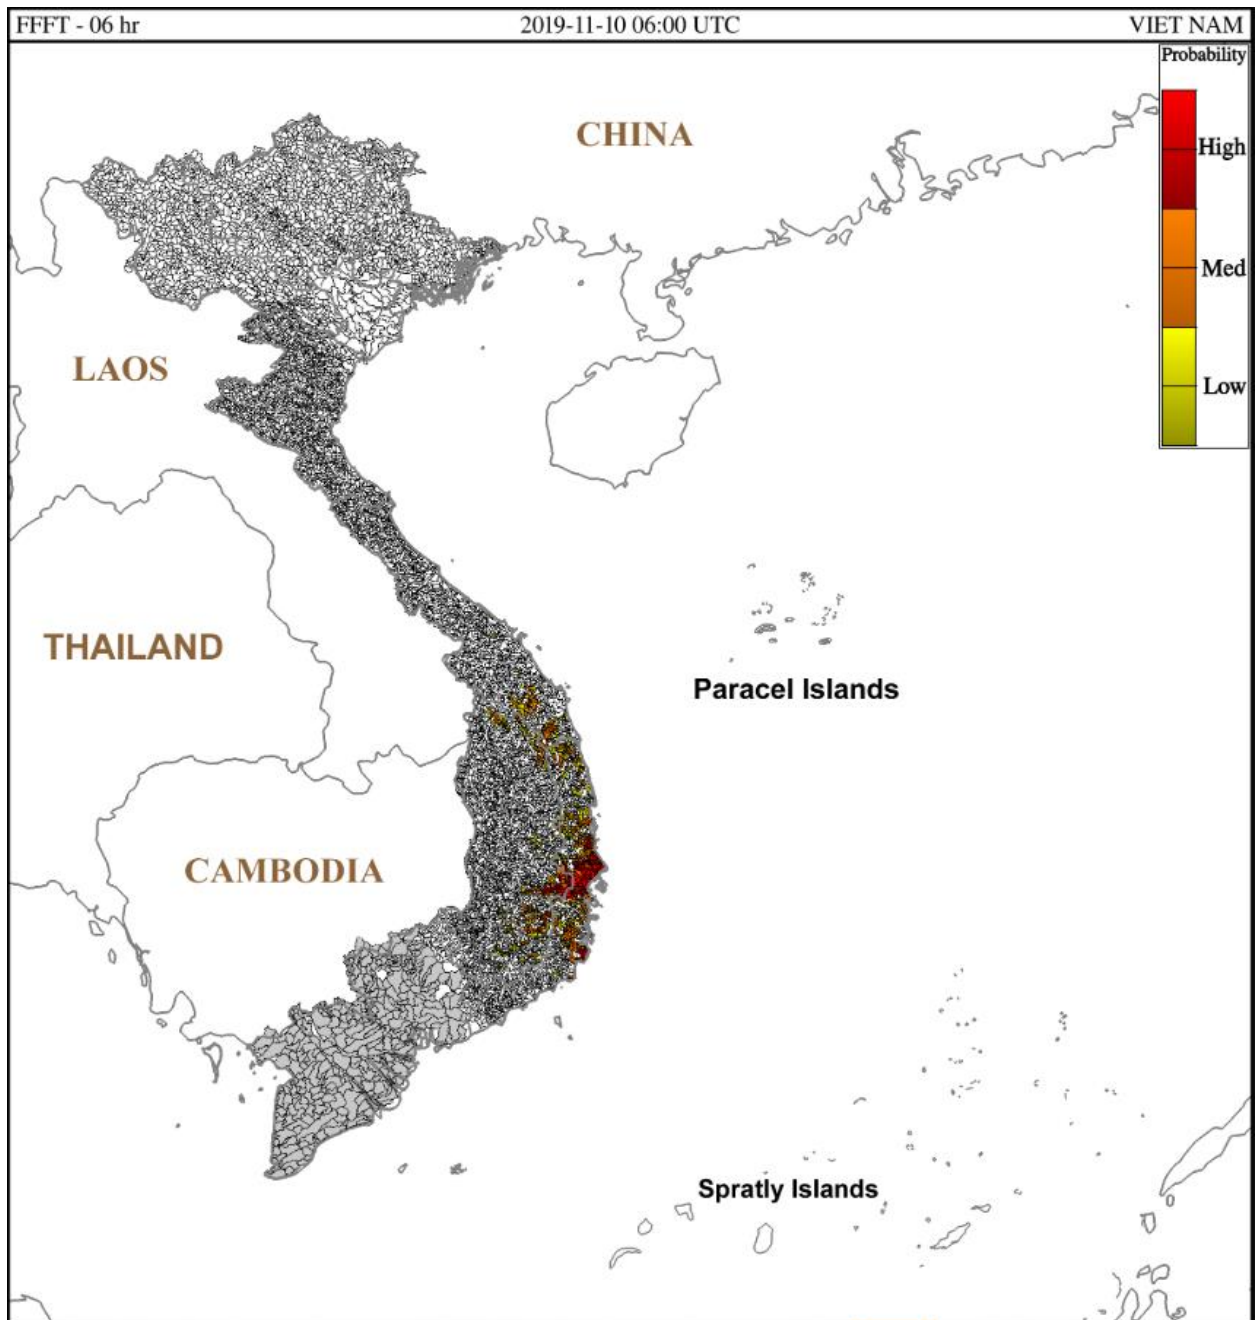 FFFT - 06 hr 2019-11-10 06:00 UTC VIET NAM
Probability
CHINA
High
Med
LAOS
Low
THAILAND
Paracel Islands
CAMBODIA
Spratly Islands